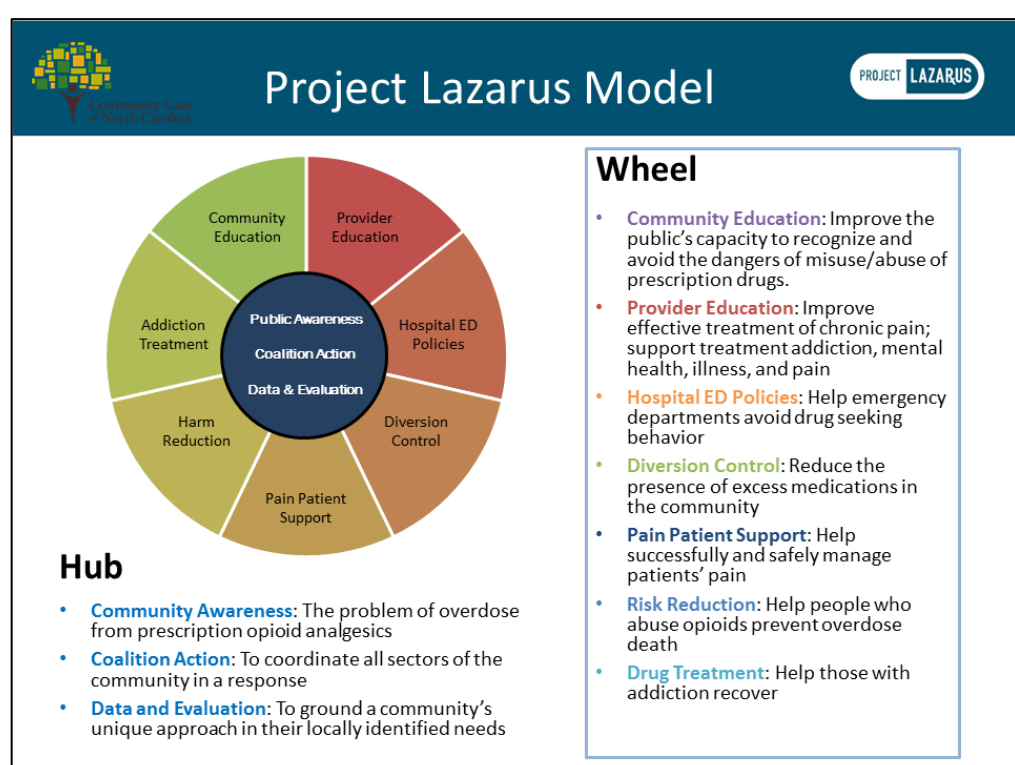 Community Care
of North Carolina
Project Lazarus Model
PROJECT LAZARUS
Community
Education
Provider
Education
Addiction
Treatment
Public Awareness
Coalition Action
Data & Evaluation
Hospital ED
Policies
Harm
Reduction
Diversion
Control
Pain Patient
Support
Hub
• Community Awareness: The problem of overdose
from prescription opioid analgesics
• Coalition Action: To coordinate all sectors of the
community in a response
• Data and Evaluation: To ground a community's
unique approach in their locally identified needs
Wheel
• Community Education: Improve the
public's capacity to recognize and
avoid the dangers of misuse/abuse of
prescription drugs.
• Provider Education: Improve
effective treatment of chronic pain;
support treatment addiction, mental
health, illness, and pain
• Hospital ED Policies: Help emergency
departments avoid drug seeking
behavior
• Diversion Control: Reduce the
presence of excess medications in
the community
• Pain Patient Support: Help
successfully and safely manage
patients' pain
• Risk Reduction: Help people who
abuse opioids prevent overdose
death
• Drug Treatment: Help those with
addiction recover